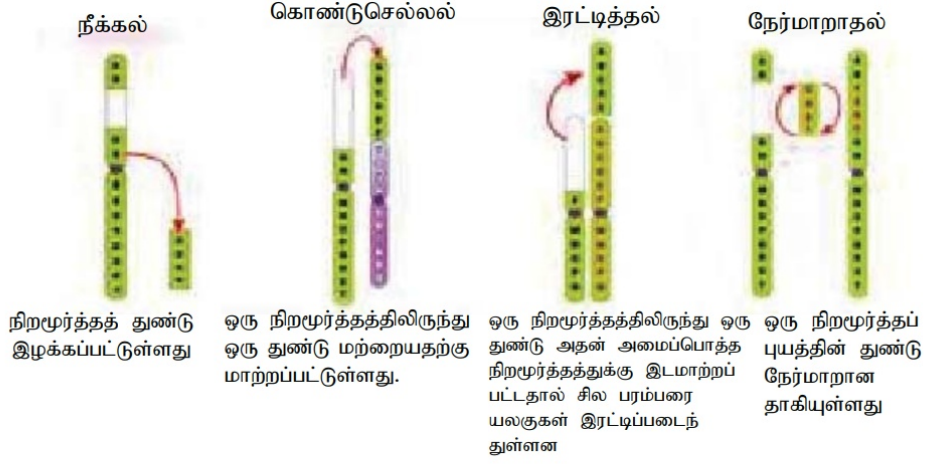 நீக்கல்
நிறமூர்த்தத் துண்டு
இழக்கப்பட்டுள்ளது
கொண்டுசெல்லல்
ஒரு நிறமூர்த்தத்திலிருந்து
ஒரு துண்டு மற்றையதற்கு
மாற்றப்பட்டுள்ளது.
இரட்டித்தல்
ஒரு நிறமூர்த்தத்திலிருந்து ஒரு
துண்டு அதன் அமைப்பொத்த
நிறமூர்த்தத்துக்கு இடமாற்றப்
பட்டதால் சில பரம்பரை
யலகுகள் இரட்டிப்படைந்
துள்ளன
நேர்மாறாதல்
ஒரு நிறமூர்த்தப்
புயத்தின் துண்டு
நேர்மாறான
தாகியுள்ளது